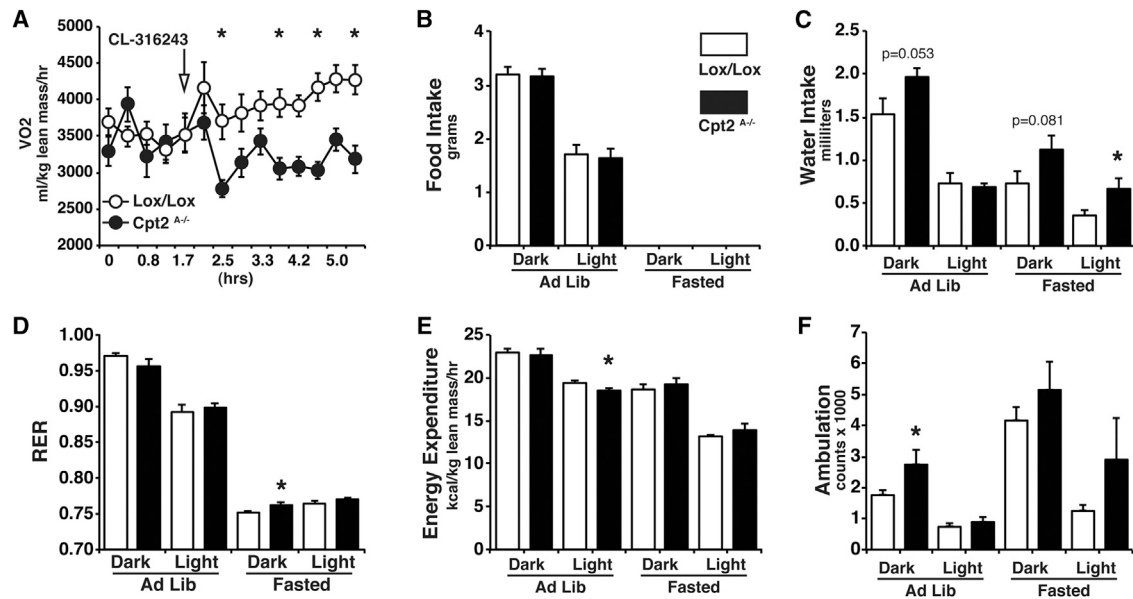 A
5000
4500
4000
3500
3000
2500
2000
VO2
ml/kg lean mass/hr
CL-316243
* * * *
Lox/Lox
Cpt2 A-/-
0 0.8 1.7 2.5 3.3 4.2 5.0
(hrs)
B
4
3
2
1
0
Food Intake
grams
Lox/Lox
Cpt2 A-/-
Dark Light Dark Light
Ad Lib Fasted
C
2.5
2.0
1.5
1.0
0.5
0.0
Water Intake
milliliters
p=0.053
p=0.081
*
Dark Light Dark Light
Ad Lib Fasted
D
1.00
0.95
0.90
0.85
0.80
0.75
0.70
RER
*
Dark Light Dark Light
Ad Lib Fasted
E
25
20
15
10
5
0
Energy Expenditure
kcal/kg lean mass/hr
*
Dark Light Dark Light
Ad Lib Fasted
F
7
6
5
4
3
2
1
0
Ambulation
counts x 1000
*
Dark Light Dark Light
Ad Lib Fasted